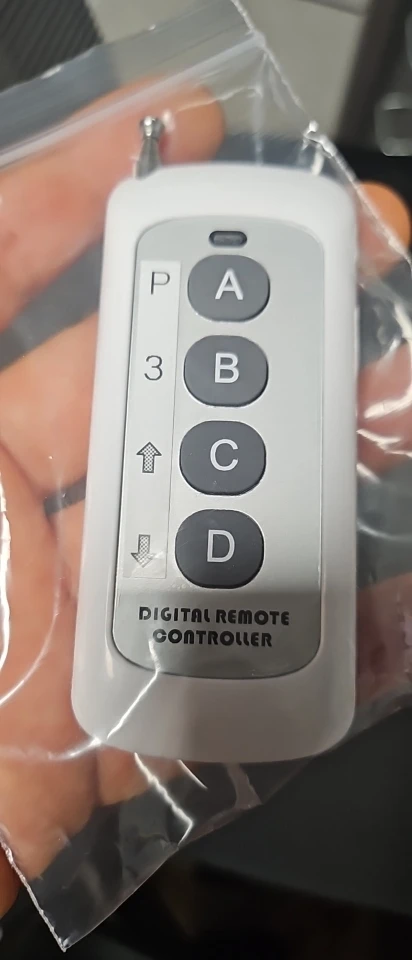 P A
3 B
⇧ C
⇩ D
DIGITAL REMOTE
CONTROLLER